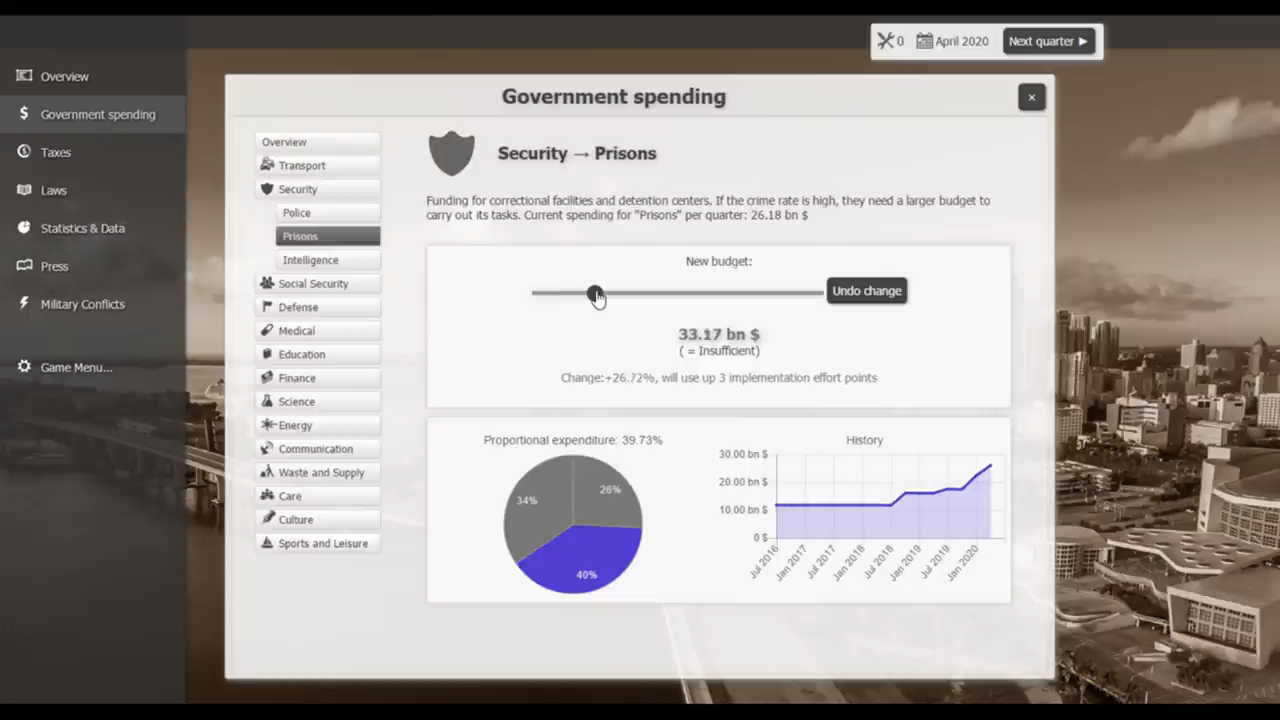 0 April 2020 Next quarter ►
Overview
Government spending
Taxes
Laws
Statistics & Data
Press
Military Conflicts
Game Menu...
Government spending
×
Overview
Transport
Security
Police
Prisons
Intelligence
Social Security
Defense
Medical
Education
Finance
Science
Energy
Communication
Waste and Supply
Care
Culture
Sports and Leisure
Security → Prisons
Funding for correctional facilities and detention centers. If the crime rate is high, they need a larger budget to
carry out its tasks. Current spending for "Prisons" per quarter: 26.18 bn $
New budget:
Undo change
33.17 bn $
( = Insufficient)
Change:+26.72%, will use up 3 implementation effort points
Proportional expenditure: 39.73%
34%
26%
40%
History
30.00 bn $
20.00 bn $
10.00 bn $
0 $
Jul 2016
Jan 2017
Jul 2017
Jan 2018
Jul 2018
Jan 2019
Jul 2019
Jan 2020